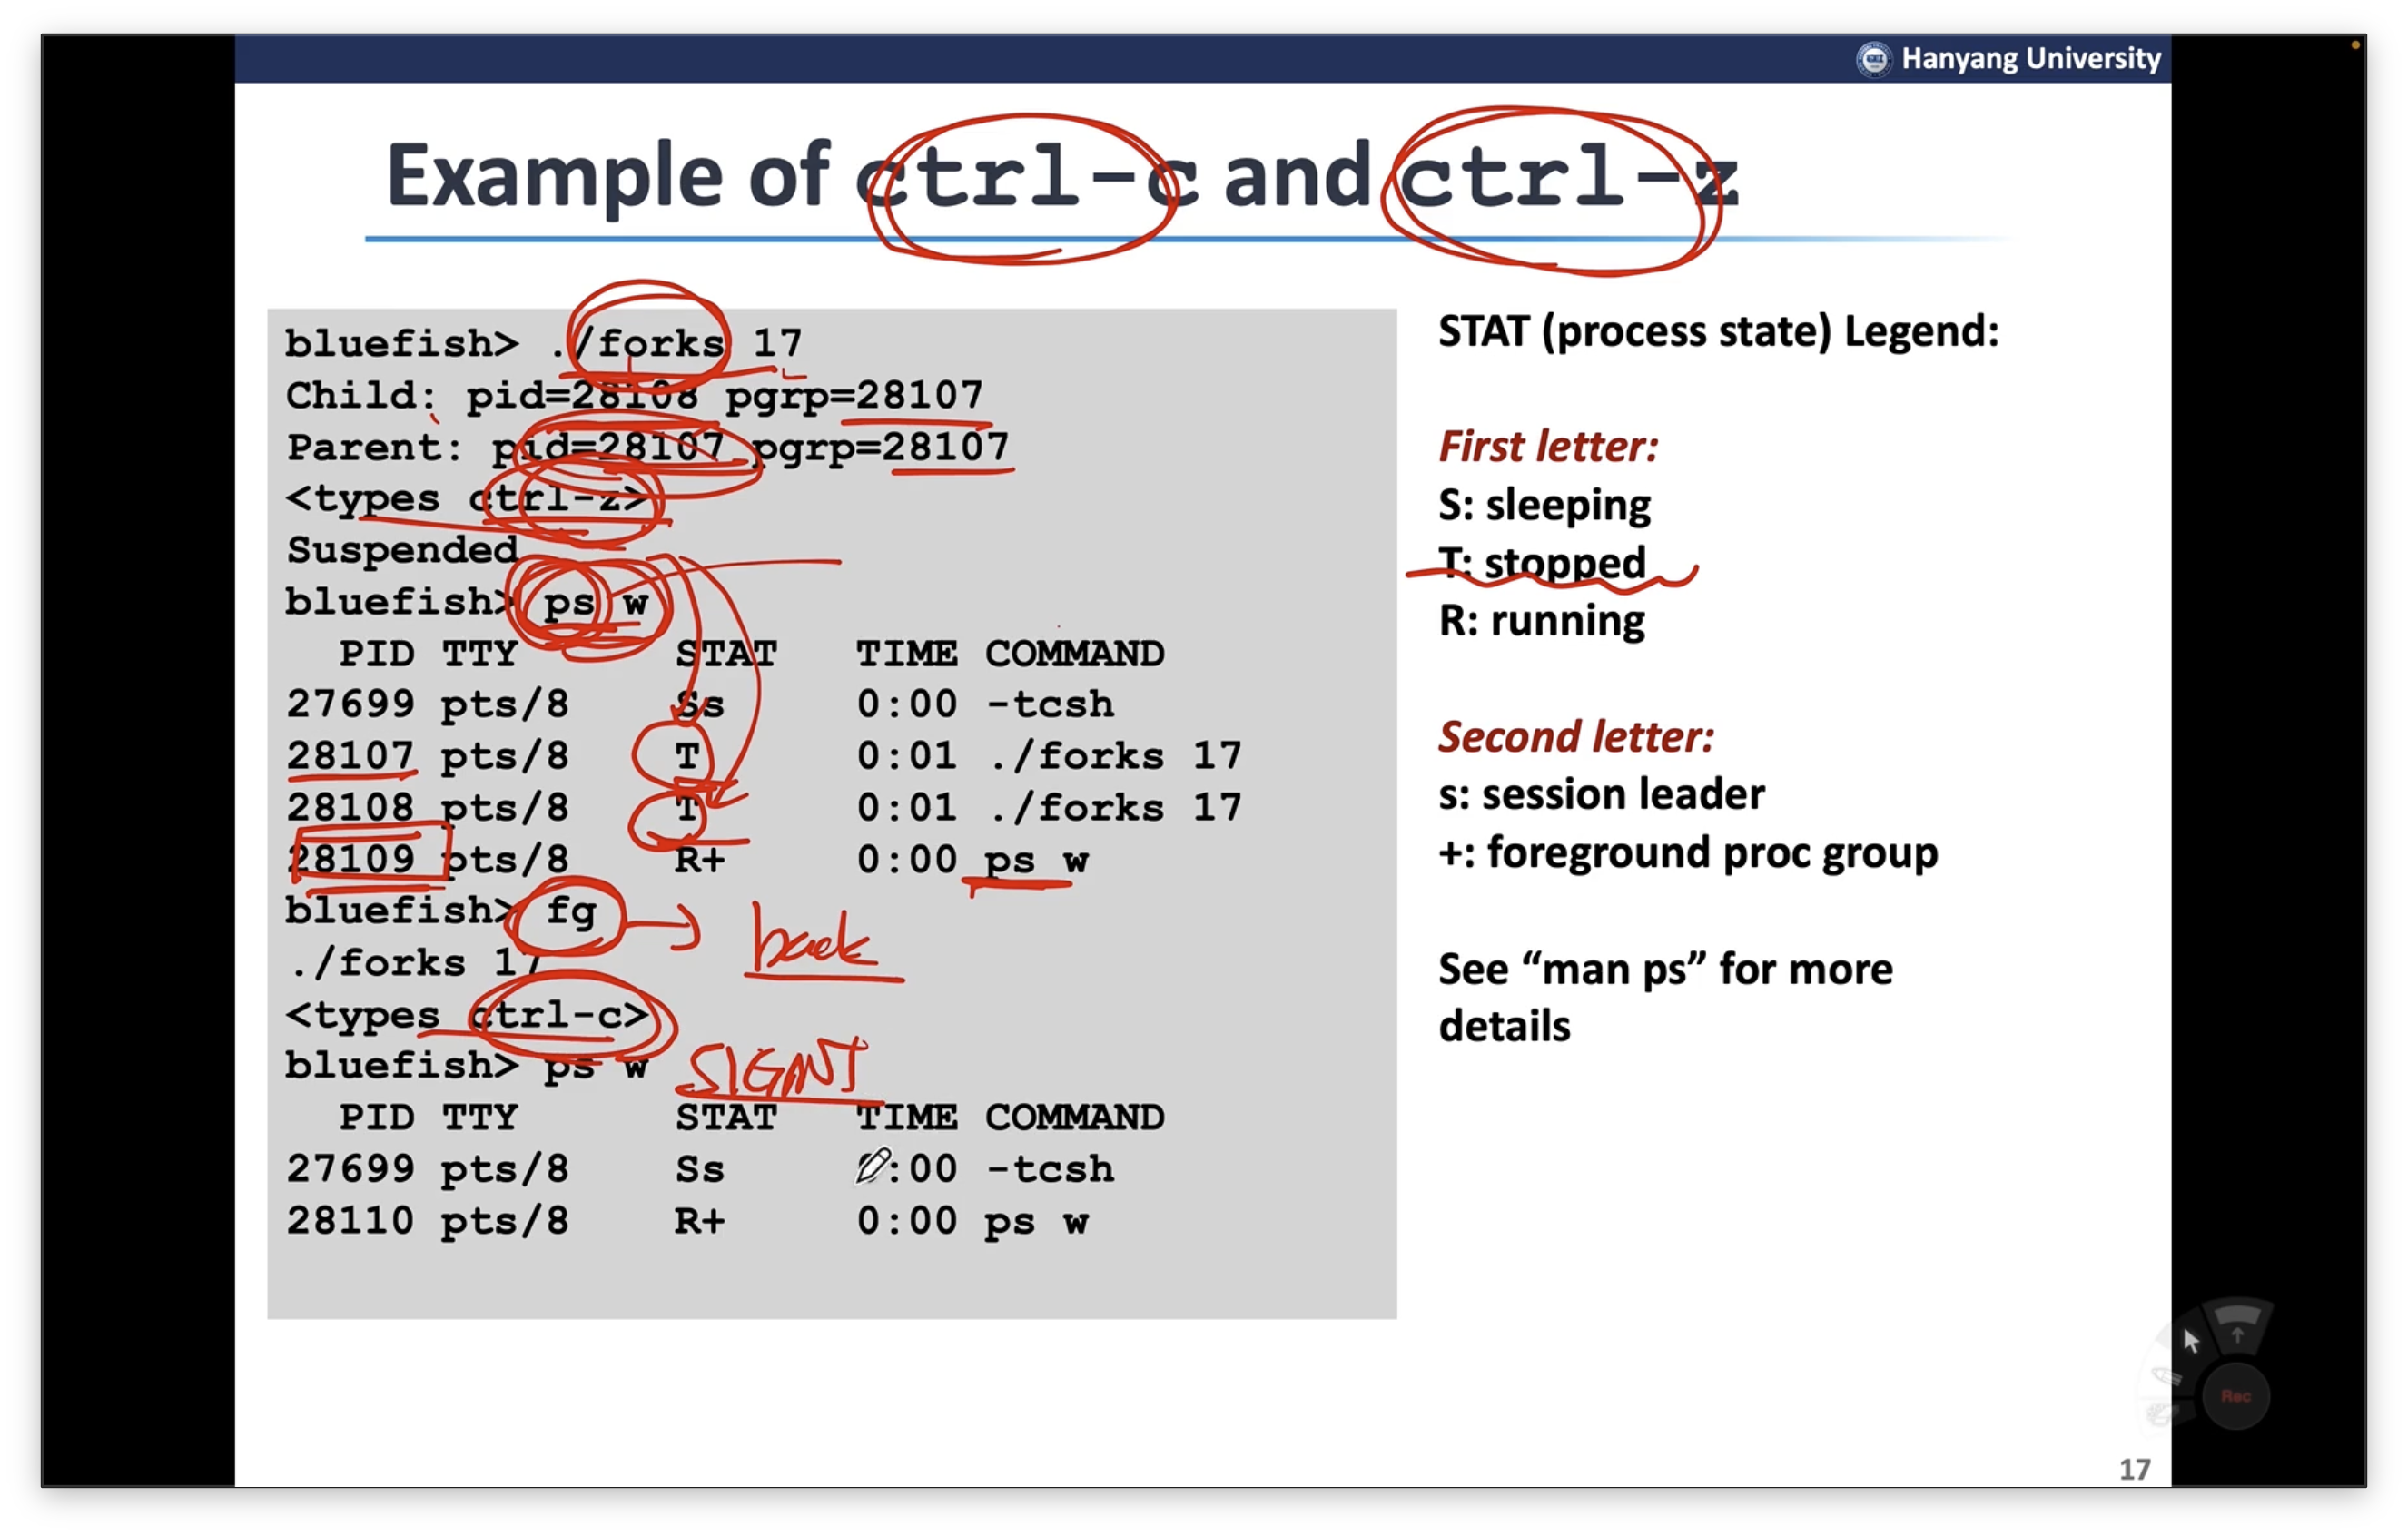 Hanyang University
Example of ctrl-c and ctrl-z
bluefish> ./forks 17
Child: pid=28108 pgrp=28107
Parent: pid=28107 pgrp=28107
<types ctrl-z>
Suspended
bluefish> ps w
PID TTY STAT TIME COMMAND
27699 pts/8 Ss 0:00 -tcsh
28107 pts/8 T 0:01 ./forks 17
28108 pts/8 T 0:01 ./forks 17
28109 pts/8 R+ 0:00 ps w
bluefish> fg
back
./forks 17
<types ctrl-c>
bluefish> ps w
SIGINT
PID TTY STAT TIME COMMAND
27699 pts/8 Ss 0:00 -tcsh
28110 pts/8 R+ 0:00 ps w
STAT (process state) Legend:
First letter:
S: sleeping
T: stopped
R: running
Second letter:
s: session leader
+: foreground proc group
See “man ps” for more
details
Rec
17